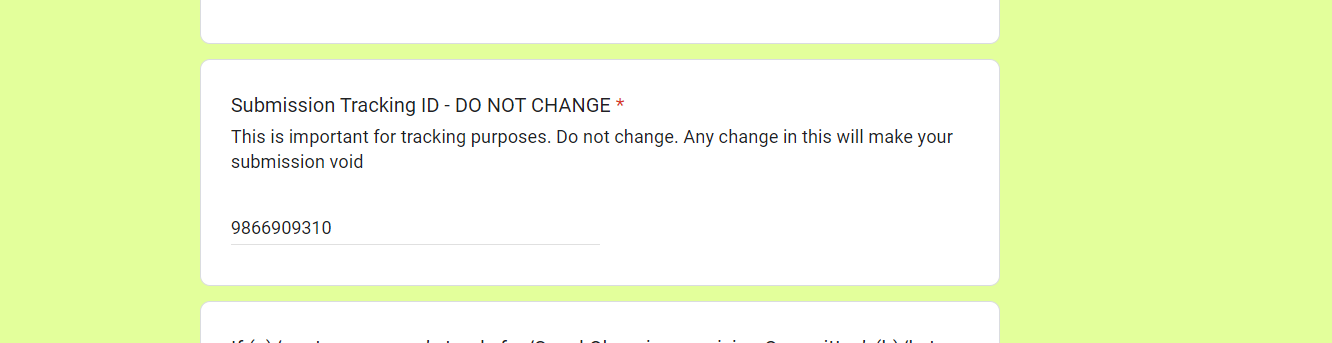 Submission Tracking ID - DO NOT CHANGE *
This is important for tracking purposes. Do not change. Any change in this will make your
submission void
9866909310